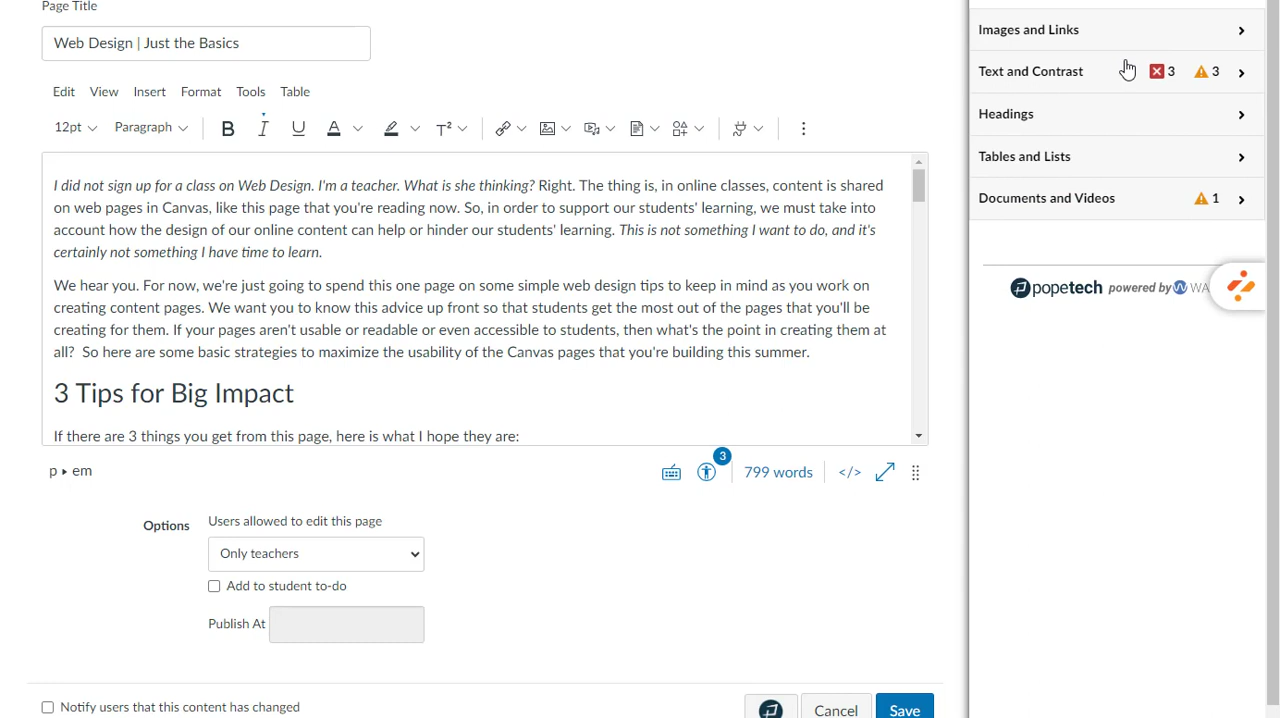 Page Title
Web Design | Just the Basics
Edit View Insert Format Tools Table
12pt Paragraph B I U A T²
I did not sign up for a class on Web Design. I'm a teacher. What is she thinking? Right. The thing is, in online classes, content is shared
on web pages in Canvas, like this page that you're reading now. So, in order to support our students' learning, we must take into
account how the design of our online content can help or hinder our students' learning. This is not something I want to do, and it's
certainly not something I have time to learn.
We hear you. For now, we're just going to spend this one page on some simple web design tips to keep in mind as you work on
creating content pages. We want you to know this advice up front so that students get the most out of the pages that you'll be
creating for them. If your pages aren't usable or readable or even accessible to students, then what's the point in creating them at
all? So here are some basic strategies to maximize the usability of the Canvas pages that you're building this summer.
3 Tips for Big Impact
If there are 3 things you get from this page, here is what I hope they are:
p ▸ em
3
799 words </>
Options
Users allowed to edit this page
Only teachers
Add to student to-do
Publish At
Notify users that this content has changed
Cancel Save
Images and Links
Text and Contrast 3 3
Headings
Tables and Lists
Documents and Videos 1
popetech powered by WA